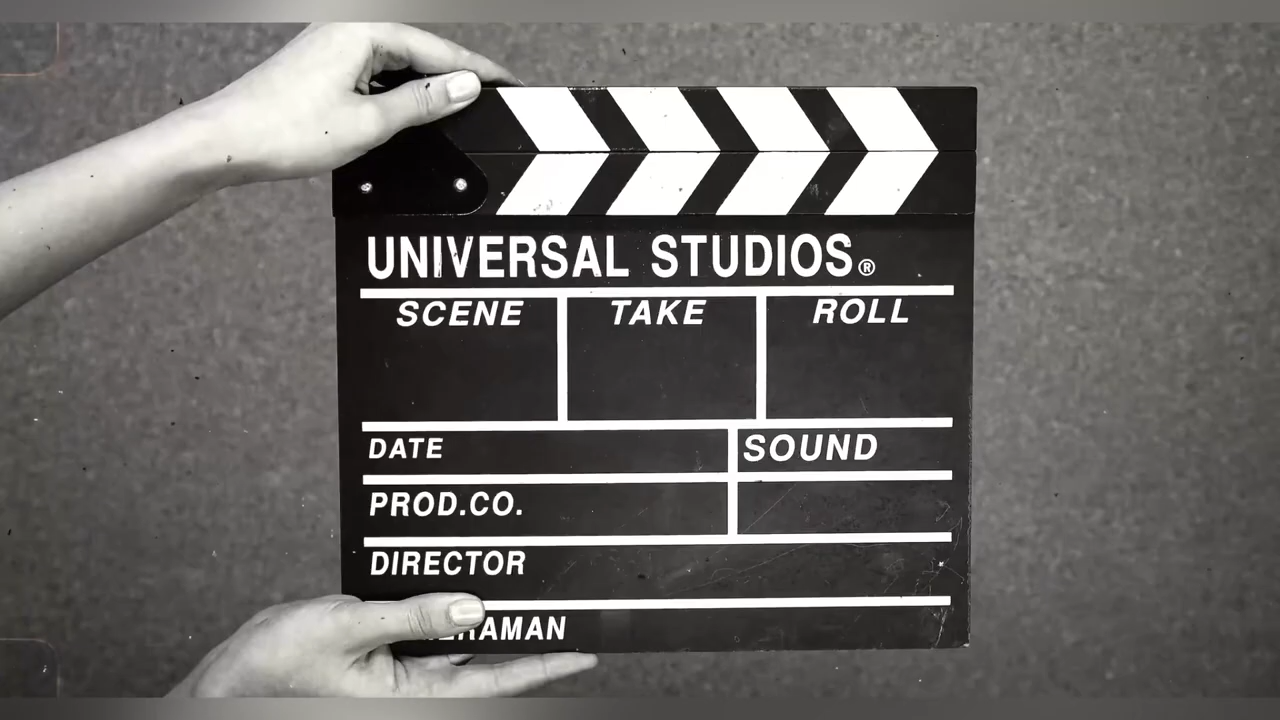 UNIVERSAL STUDIOS®
SCENE TAKE ROLL
DATE SOUND
PROD.CO.
DIRECTOR